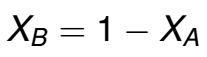 X_B = 1 − X_A